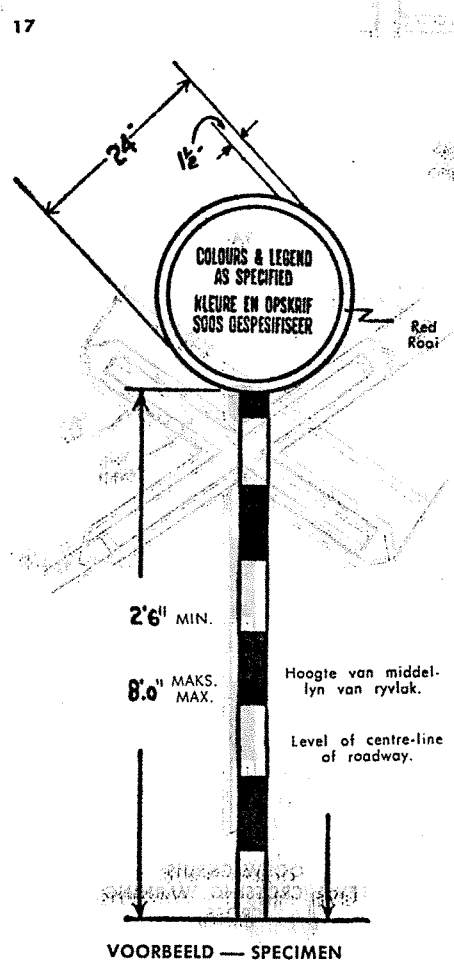 17
24"
1½"
COLOURS & LEGEND
AS SPECIFIED
KLEURE EN OPSKRIF
SOOS GESPESIFISEER
Red
Rooi
2'6" MIN.
8'0" MAKS.
MAX.
Hoogte van middel-
lyn van ryvlak.
Level of centre-line
of roadway.
VOORBEELD — SPECIMEN